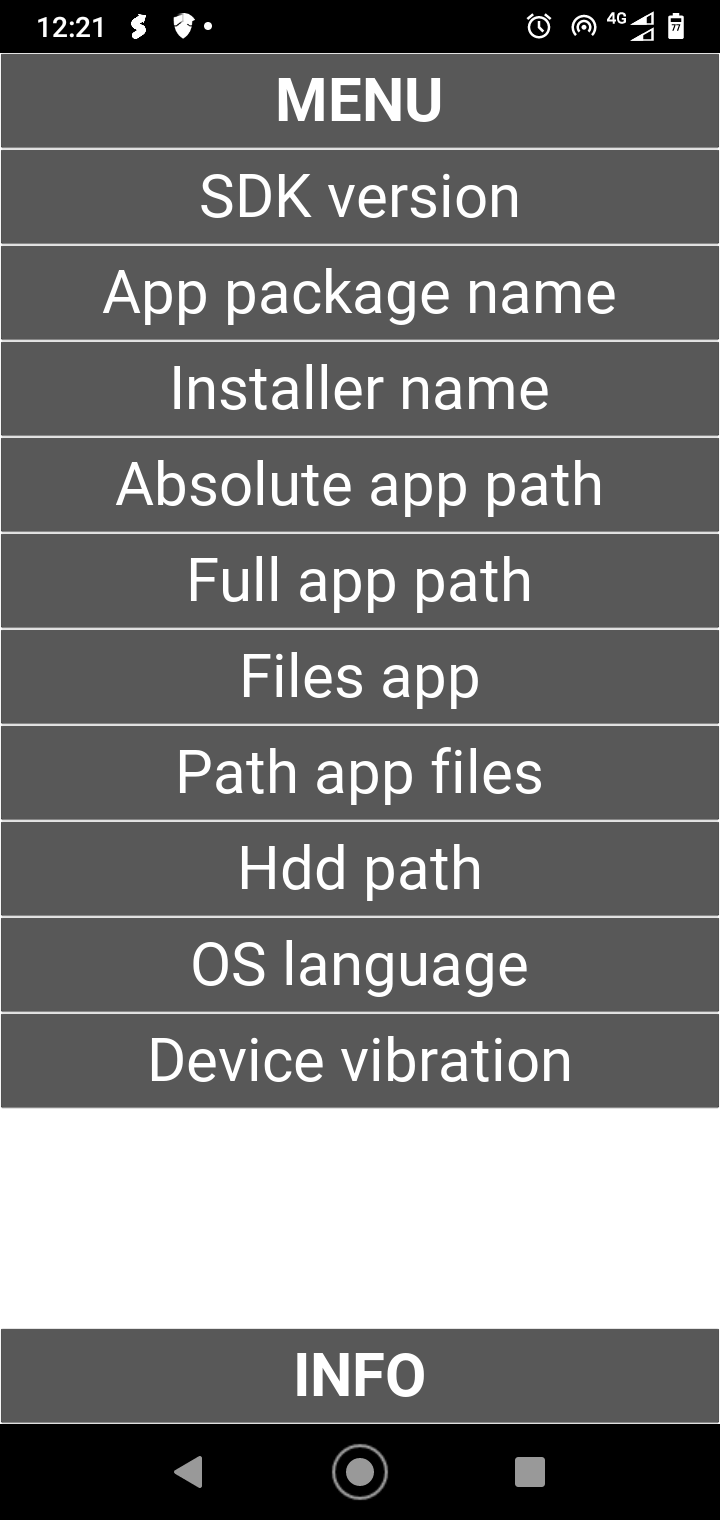 12:21 4G 77
MENU
SDK version
App package name
Installer name
Absolute app path
Full app path
Files app
Path app files
Hdd path
OS language
Device vibration
INFO